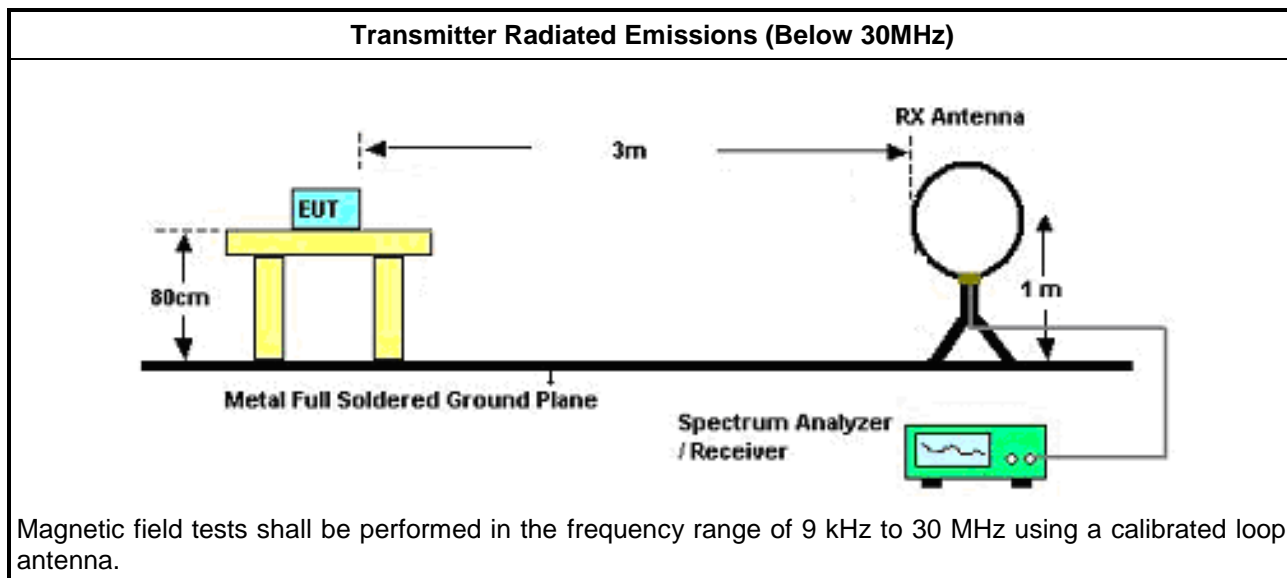 Transmitter Radiated Emissions (Below 30MHz)
RX Antenna
3m
EUT
80cm
1 m
Metal Full Soldered Ground Plane
Spectrum Analyzer
/ Receiver
Magnetic field tests shall be performed in the frequency range of 9 kHz to 30 MHz using a calibrated loop
antenna.